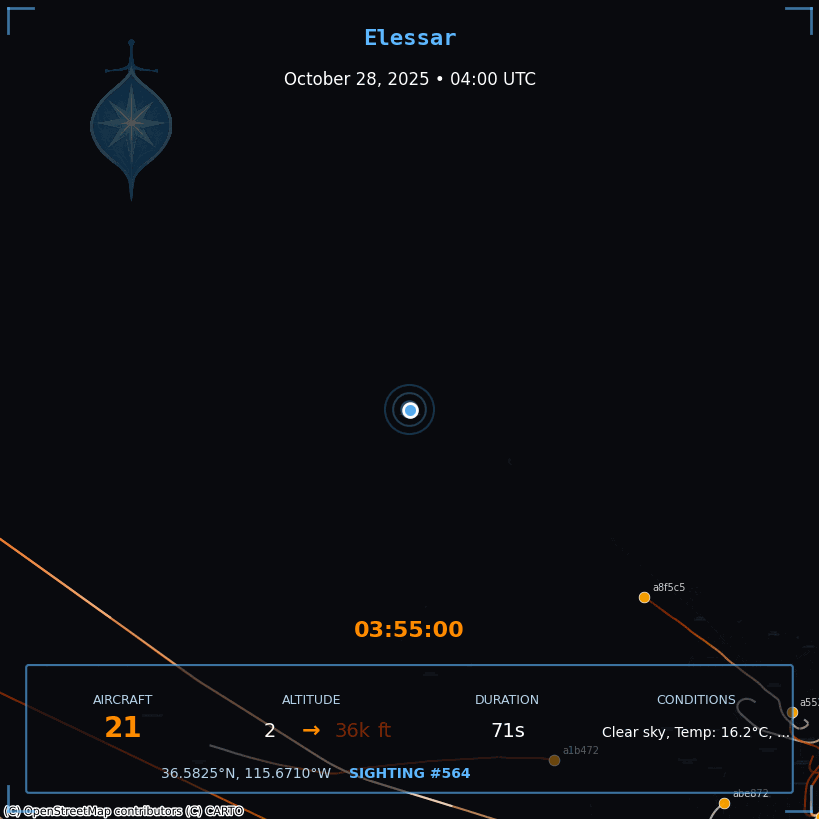 Elessar
October 28, 2025 • 04:00 UTC
a8f5c5
03:55:00
AIRCRAFT
ALTITUDE
DURATION
CONDITIONS
21
2 → 36k ft
71s
Clear sky, Temp: 16.2°C, ...
a1b472
36.5825°N, 115.6710°W
SIGHTING #564
abe872
(C) OpenStreetMap contributors (C) CARTO